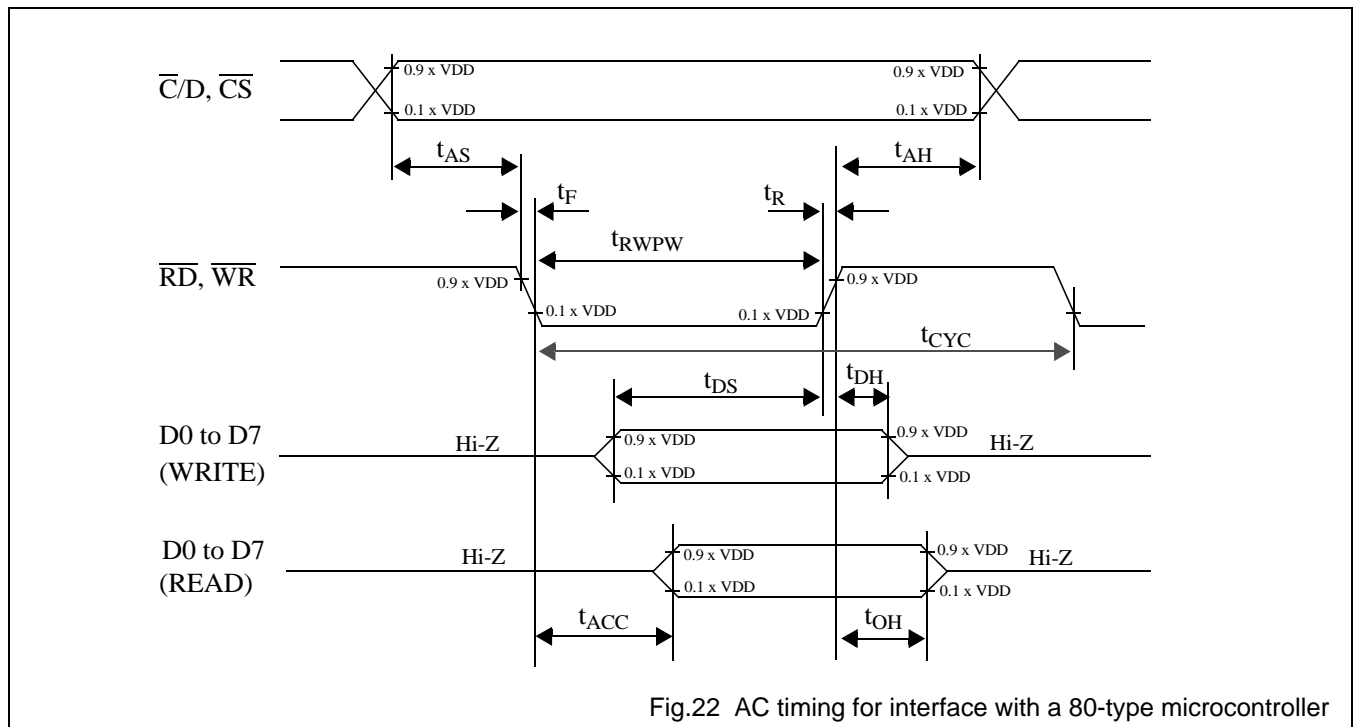 0.9 x VDD 0.9 x VDD
C̅/D, C̅S̅
0.1 x VDD 0.1 x VDD
tAS tAH
tF tR
tRWPW
R̅D̅, W̅R̅
0.9 x VDD 0.9 x VDD
0.1 x VDD 0.1 x VDD
tCYC
tDS tDH
D0 to D7
(WRITE)
Hi-Z 0.9 x VDD 0.9 x VDD Hi-Z
0.1 x VDD 0.1 x VDD
D0 to D7
(READ)
Hi-Z 0.9 x VDD 0.9 x VDD Hi-Z
0.1 x VDD 0.1 x VDD
tACC tOH
Fig.22 AC timing for interface with a 80-type microcontroller